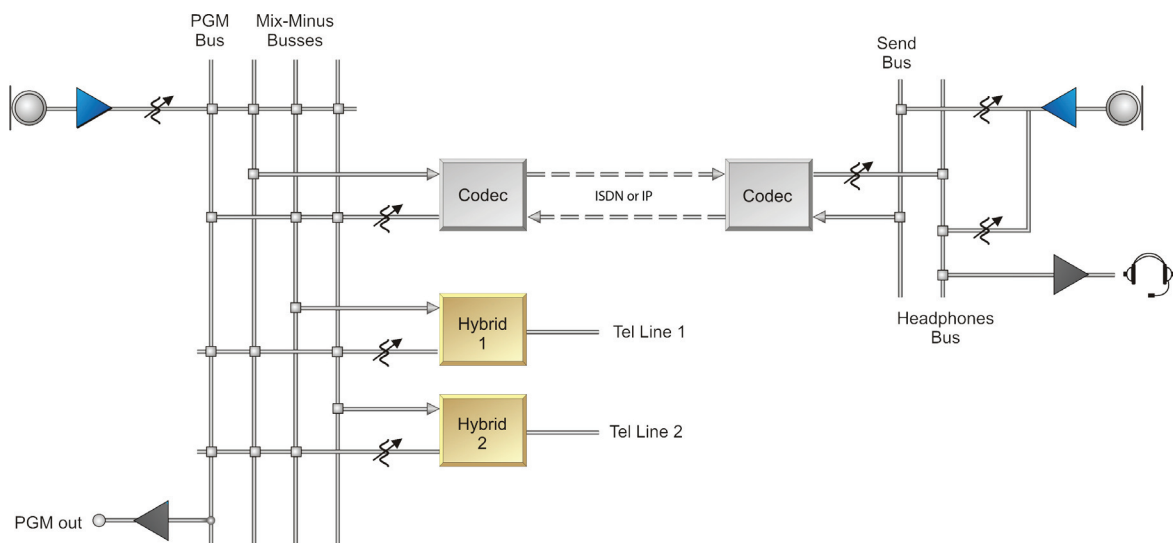 PGM
Bus
Mix-Minus
Busses
Send
Bus
Codec
ISDN or IP
Codec
Hybrid
1
Tel Line 1
Headphones
Bus
Hybrid
2
Tel Line 2
PGM out